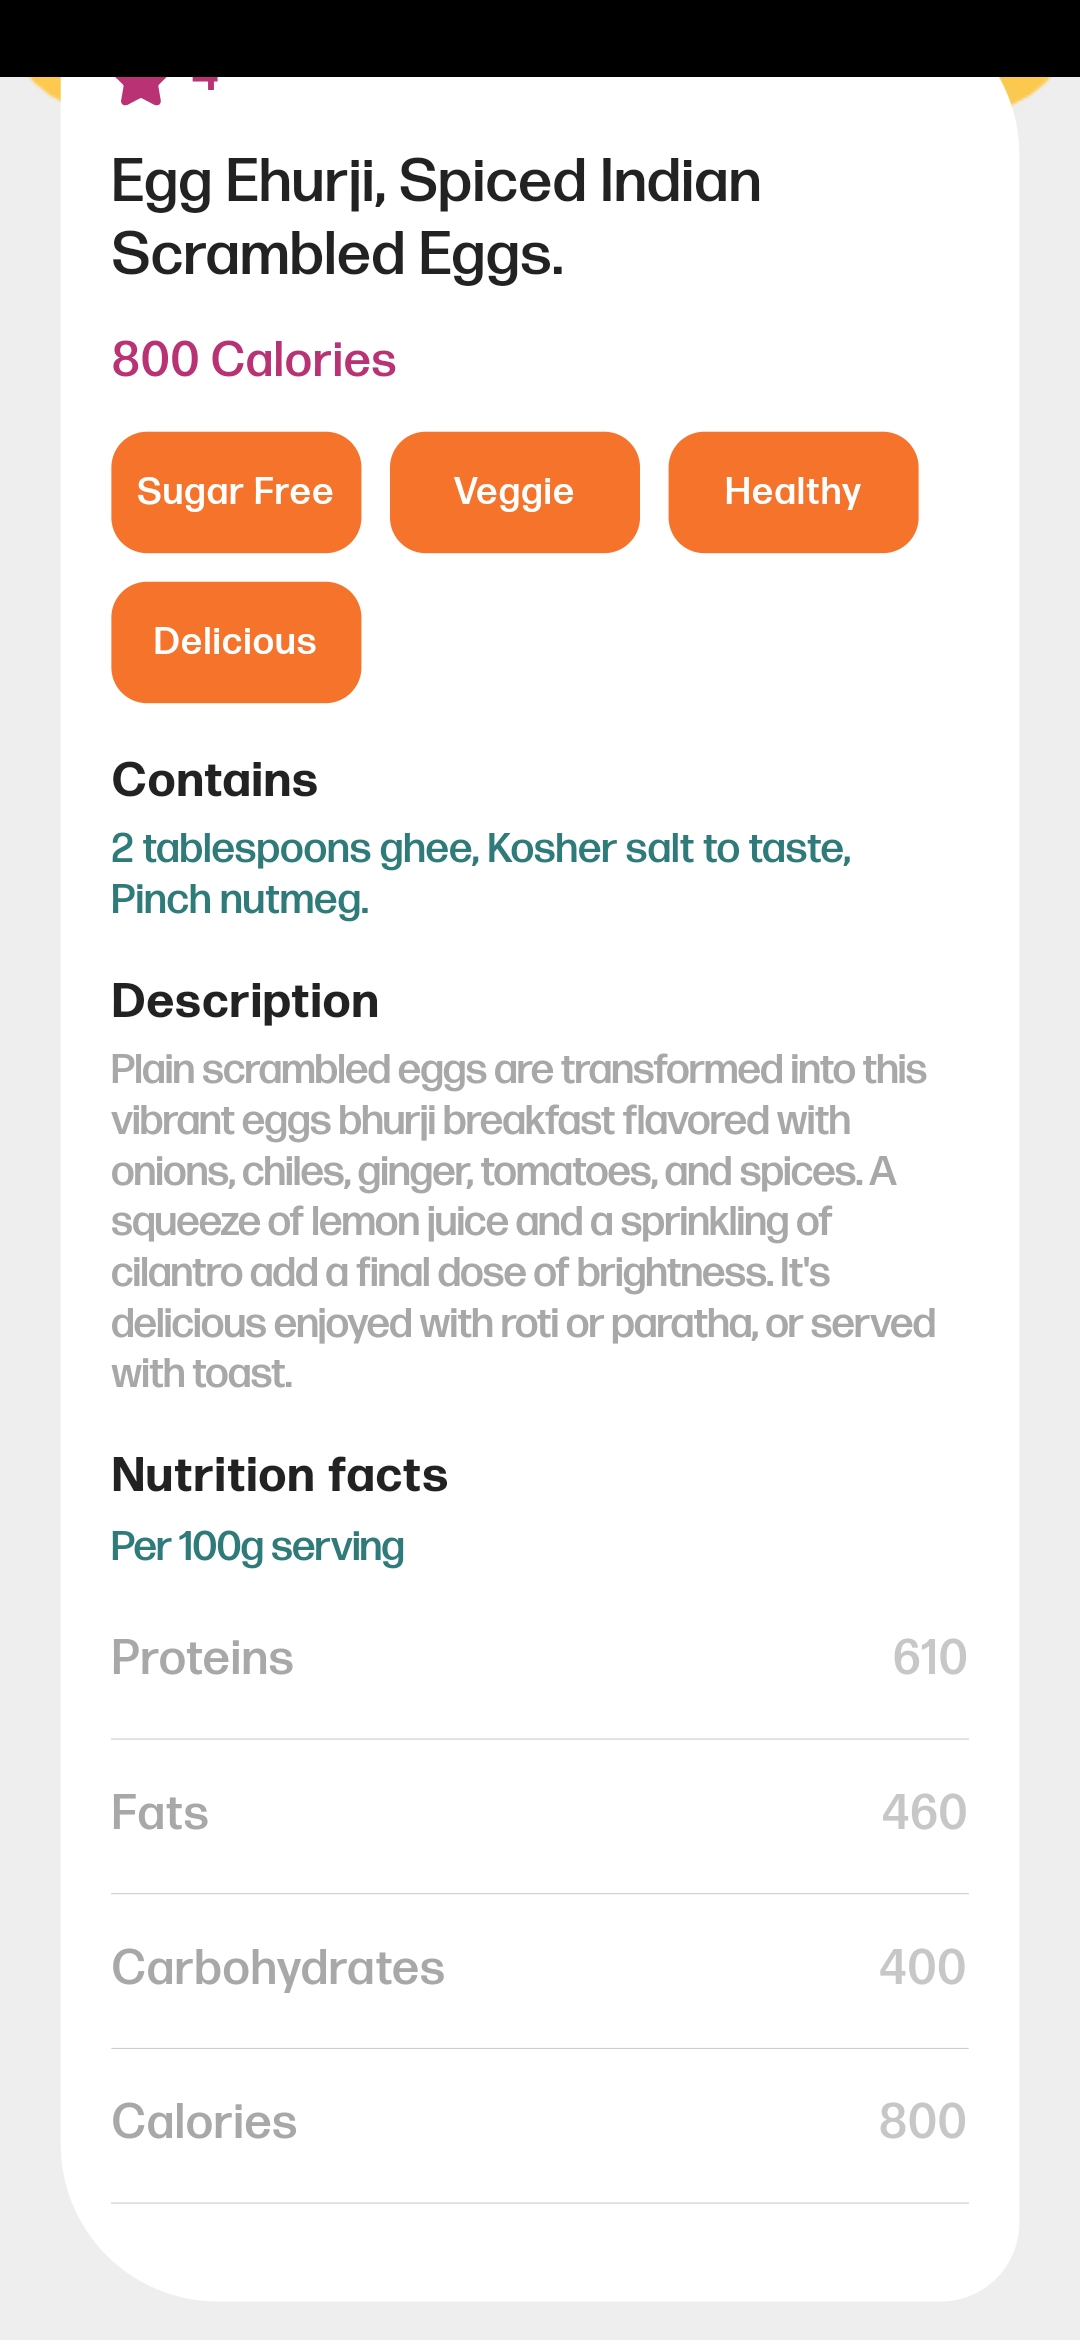 4
Egg Ehurji, Spiced Indian
Scrambled Eggs.
800 Calories
Sugar Free
Veggie
Healthy
Delicious
Contains
2 tablespoons ghee, Kosher salt to taste,
Pinch nutmeg.
Description
Plain scrambled eggs are transformed into this
vibrant eggs bhurji breakfast flavored with
onions, chiles, ginger, tomatoes, and spices. A
squeeze of lemon juice and a sprinkling of
cilantro add a final dose of brightness. It's
delicious enjoyed with roti or paratha, or served
with toast.
Nutrition facts
Per 100g serving
Proteins 610
Fats 460
Carbohydrates 400
Calories 800